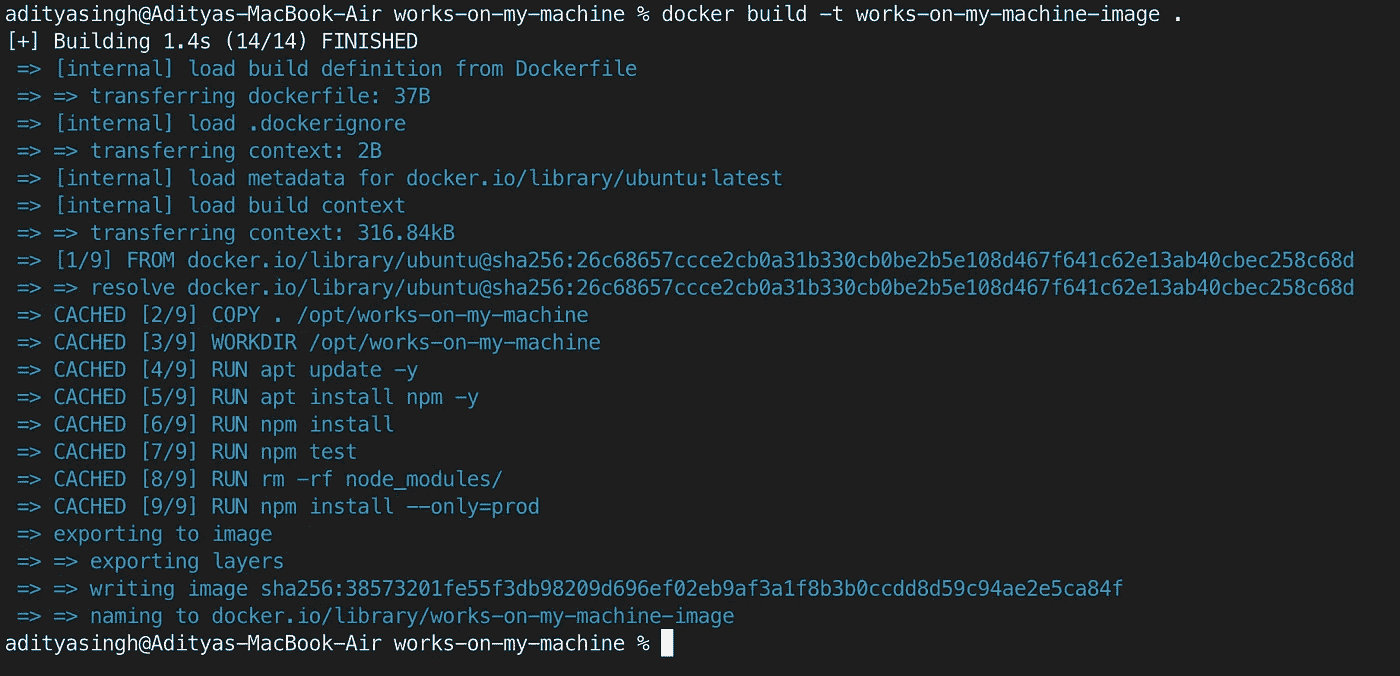 adityasingh@Adityas-MacBook-Air works-on-my-machine % docker build -t works-on-my-machine-image .
[+] Building 1.4s (14/14) FINISHED
=> [internal] load build definition from Dockerfile
=> => transferring dockerfile: 37B
=> [internal] load .dockerignore
=> => transferring context: 2B
=> [internal] load metadata for docker.io/library/ubuntu:latest
=> [internal] load build context
=> => transferring context: 316.84kB
=> [1/9] FROM docker.io/library/ubuntu@sha256:26c68657ccce2cb0a31b330cb0be2b5e108d467f641c62e13ab40cbec258c68d
=> => resolve docker.io/library/ubuntu@sha256:26c68657ccce2cb0a31b330cb0be2b5e108d467f641c62e13ab40cbec258c68d
=> CACHED [2/9] COPY . /opt/works-on-my-machine
=> CACHED [3/9] WORKDIR /opt/works-on-my-machine
=> CACHED [4/9] RUN apt update -y
=> CACHED [5/9] RUN apt install npm -y
=> CACHED [6/9] RUN npm install
=> CACHED [7/9] RUN npm test
=> CACHED [8/9] RUN rm -rf node_modules/
=> CACHED [9/9] RUN npm install --only=prod
=> exporting to image
=> => exporting layers
=> => writing image sha256:38573201fe55f3db98209d696ef02eb9af3a1f8b3b0ccdd8d59c94ae2e5ca84f
=> => naming to docker.io/library/works-on-my-machine-image
adityasingh@Adityas-MacBook-Air works-on-my-machine %